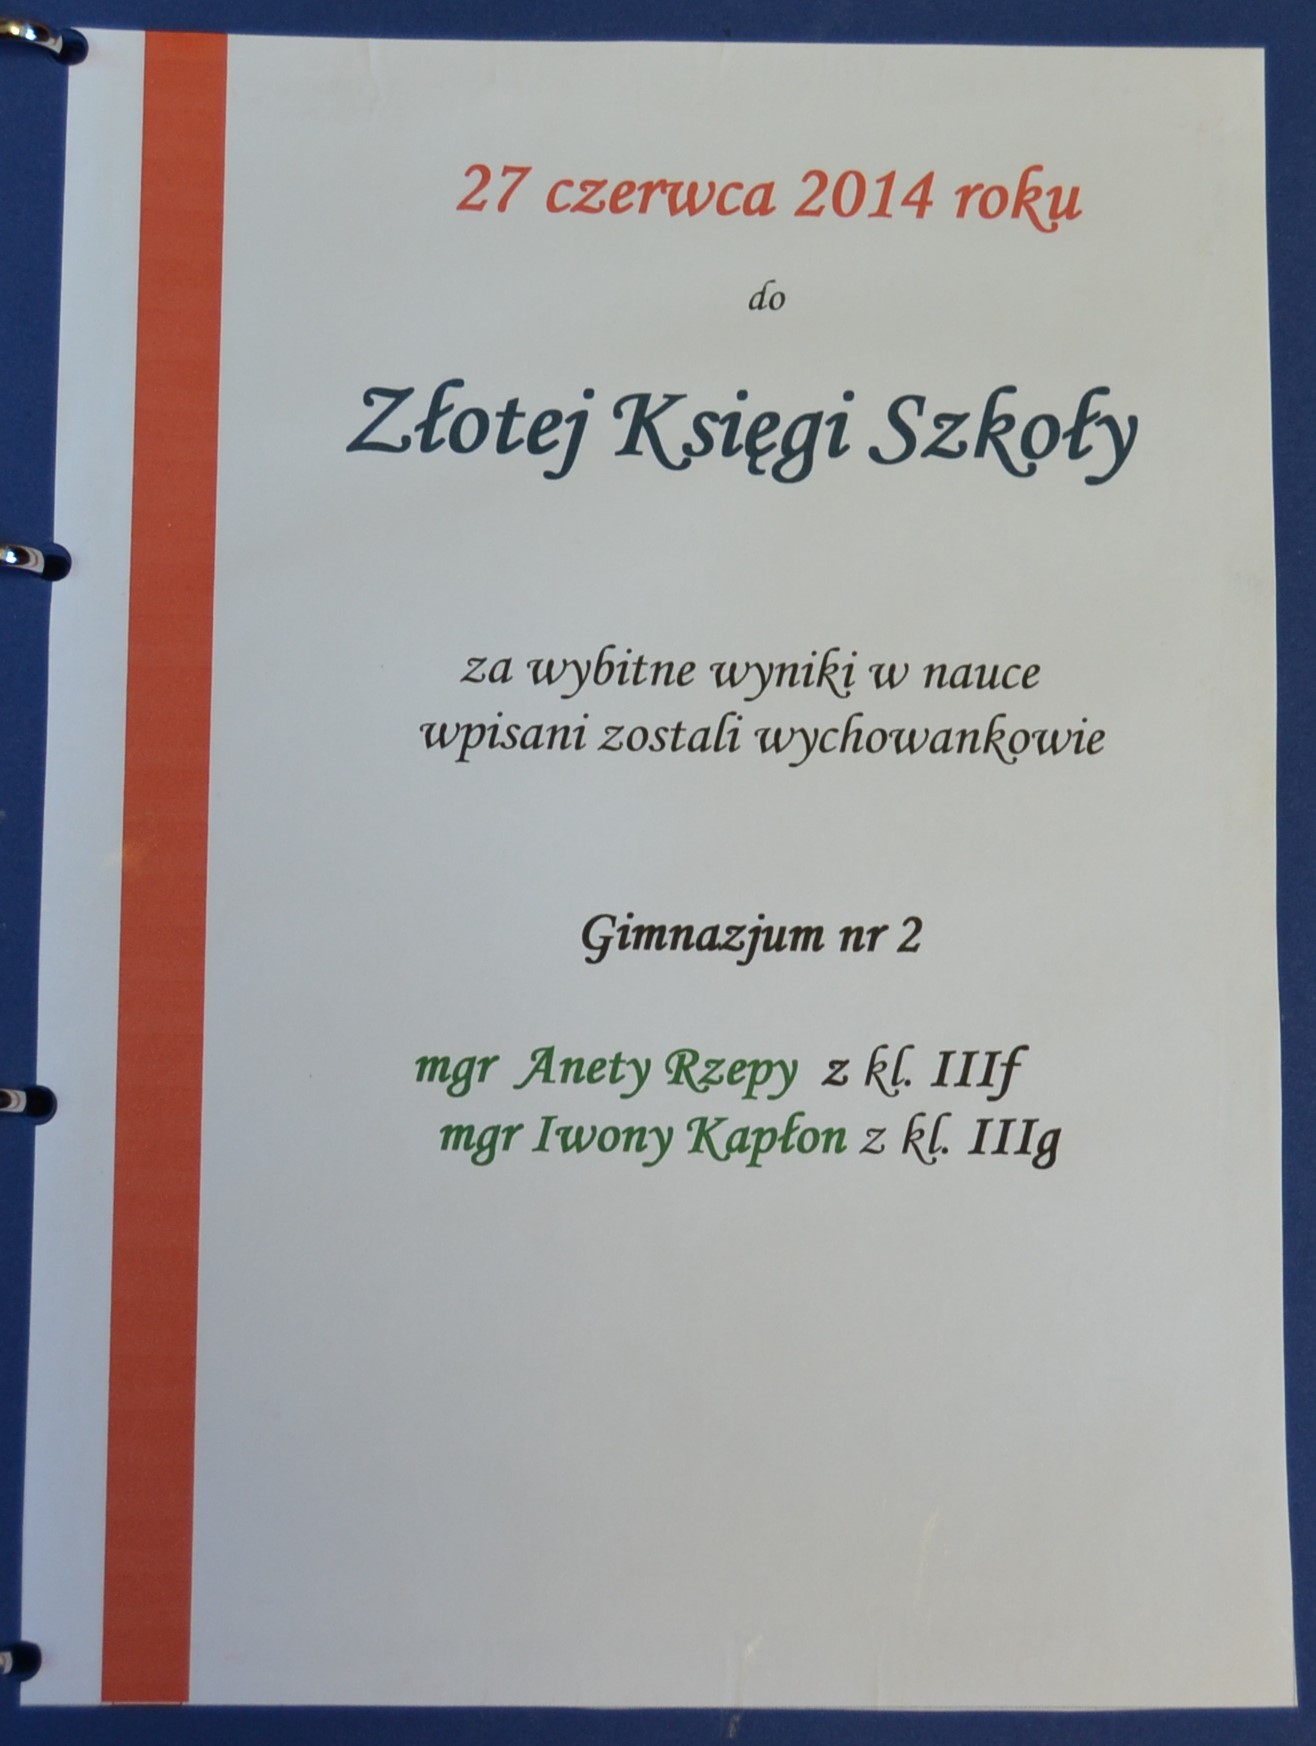 27 czerwca 2014 roku
do
Złotej Księgi Szkoły
za wybitne wyniki w nauce
wpisani zostali wychowankowie
Gimnazjum nr 2
mgr Anety Rzepy z kl. IIIf
mgr Iwony Kapłon z kl. IIIg